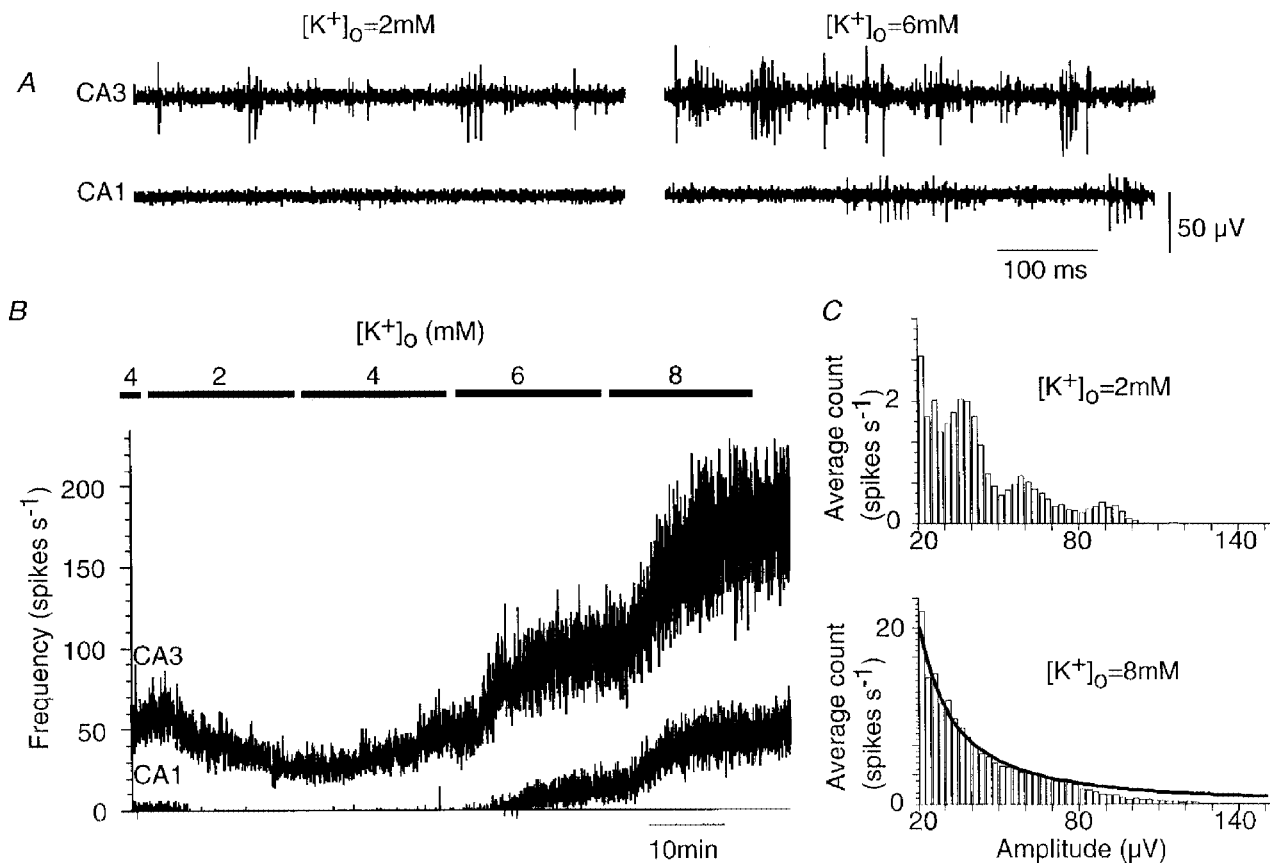 [K+]o=2mM [K+]o=6mM
A
CA3
CA1
50 µV
100 ms
B
[K+]o (mM)
4 2 4 6 8
Frequency (spikes s-1)
200
150
100
50
0
CA3
CA1
10min
C
Average count
(spikes s-1)
2
0
[K+]o=2mM
20 80 140
Average count
(spikes s-1)
20
0
[K+]o=8mM
20 80 140
Amplitude (µV)